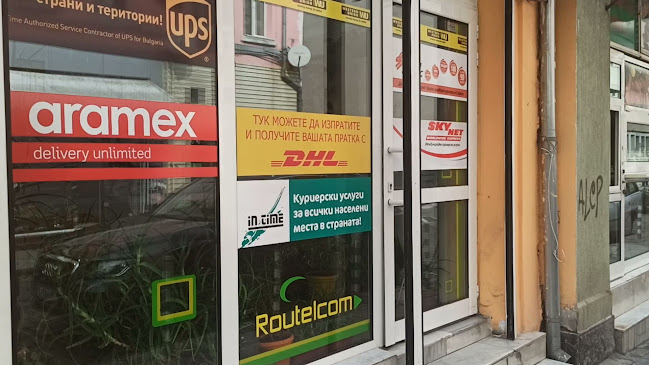 страни и територии!
ime Authorized Service Contractor of UPS for Bulgaria
ups
aramex
delivery unlimited
ТУК МОЖЕТЕ ДА ИЗПРАТИТЕ
И ПОЛУЧИТЕ ВАШАТА ПРАТКА С
DHL
in time
Куриерски услуги
за всички населени
места в страната!
Routelcom
SKY NET